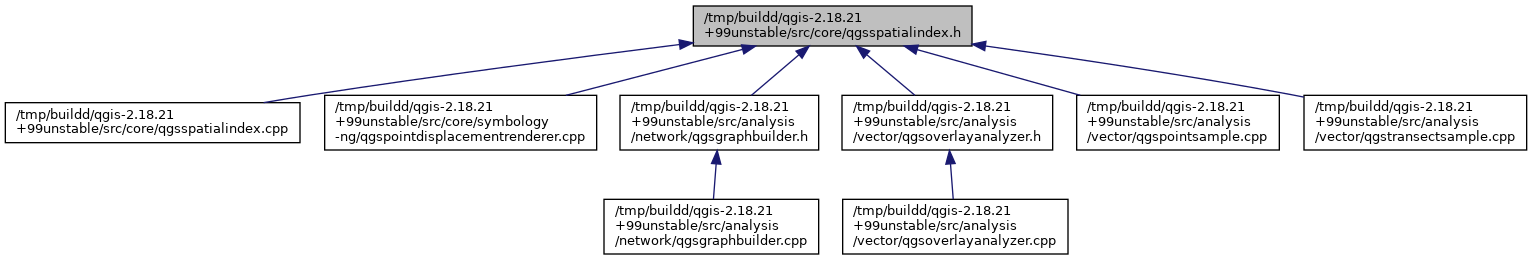 /tmp/buildd/qgis-2.18.21
+99unstable/src/core/qgsspatialindex.h
/tmp/buildd/qgis-2.18.21
+99unstable/src/core/qgsspatialindex.cpp
/tmp/buildd/qgis-2.18.21
+99unstable/src/core/symbology
-ng/qgspointdisplacementrenderer.cpp
/tmp/buildd/qgis-2.18.21
+99unstable/src/analysis
/network/qgsgraphbuilder.h
/tmp/buildd/qgis-2.18.21
+99unstable/src/analysis
/vector/qgsoverlayanalyzer.h
/tmp/buildd/qgis-2.18.21
+99unstable/src/analysis
/vector/qgspointsample.cpp
/tmp/buildd/qgis-2.18.21
+99unstable/src/analysis
/vector/qgstransectsample.cpp
/tmp/buildd/qgis-2.18.21
+99unstable/src/analysis
/network/qgsgraphbuilder.cpp
/tmp/buildd/qgis-2.18.21
+99unstable/src/analysis
/vector/qgsoverlayanalyzer.cpp